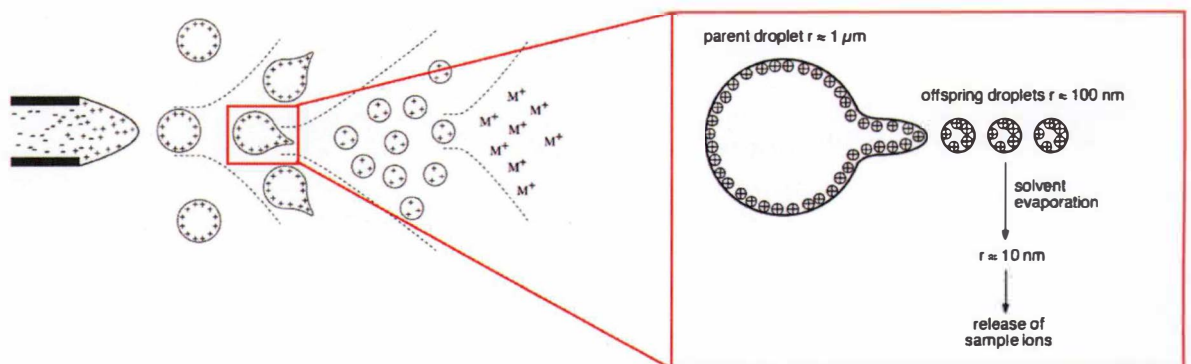 parent droplet r ≈ 1 µm
offspring droplets r ≈ 100 nm
solvent
evaporation
r ≈ 10 nm
release of
sample ions
M⁺
M⁺
M⁺
M⁺
M⁺
M⁺
M⁺
M⁺